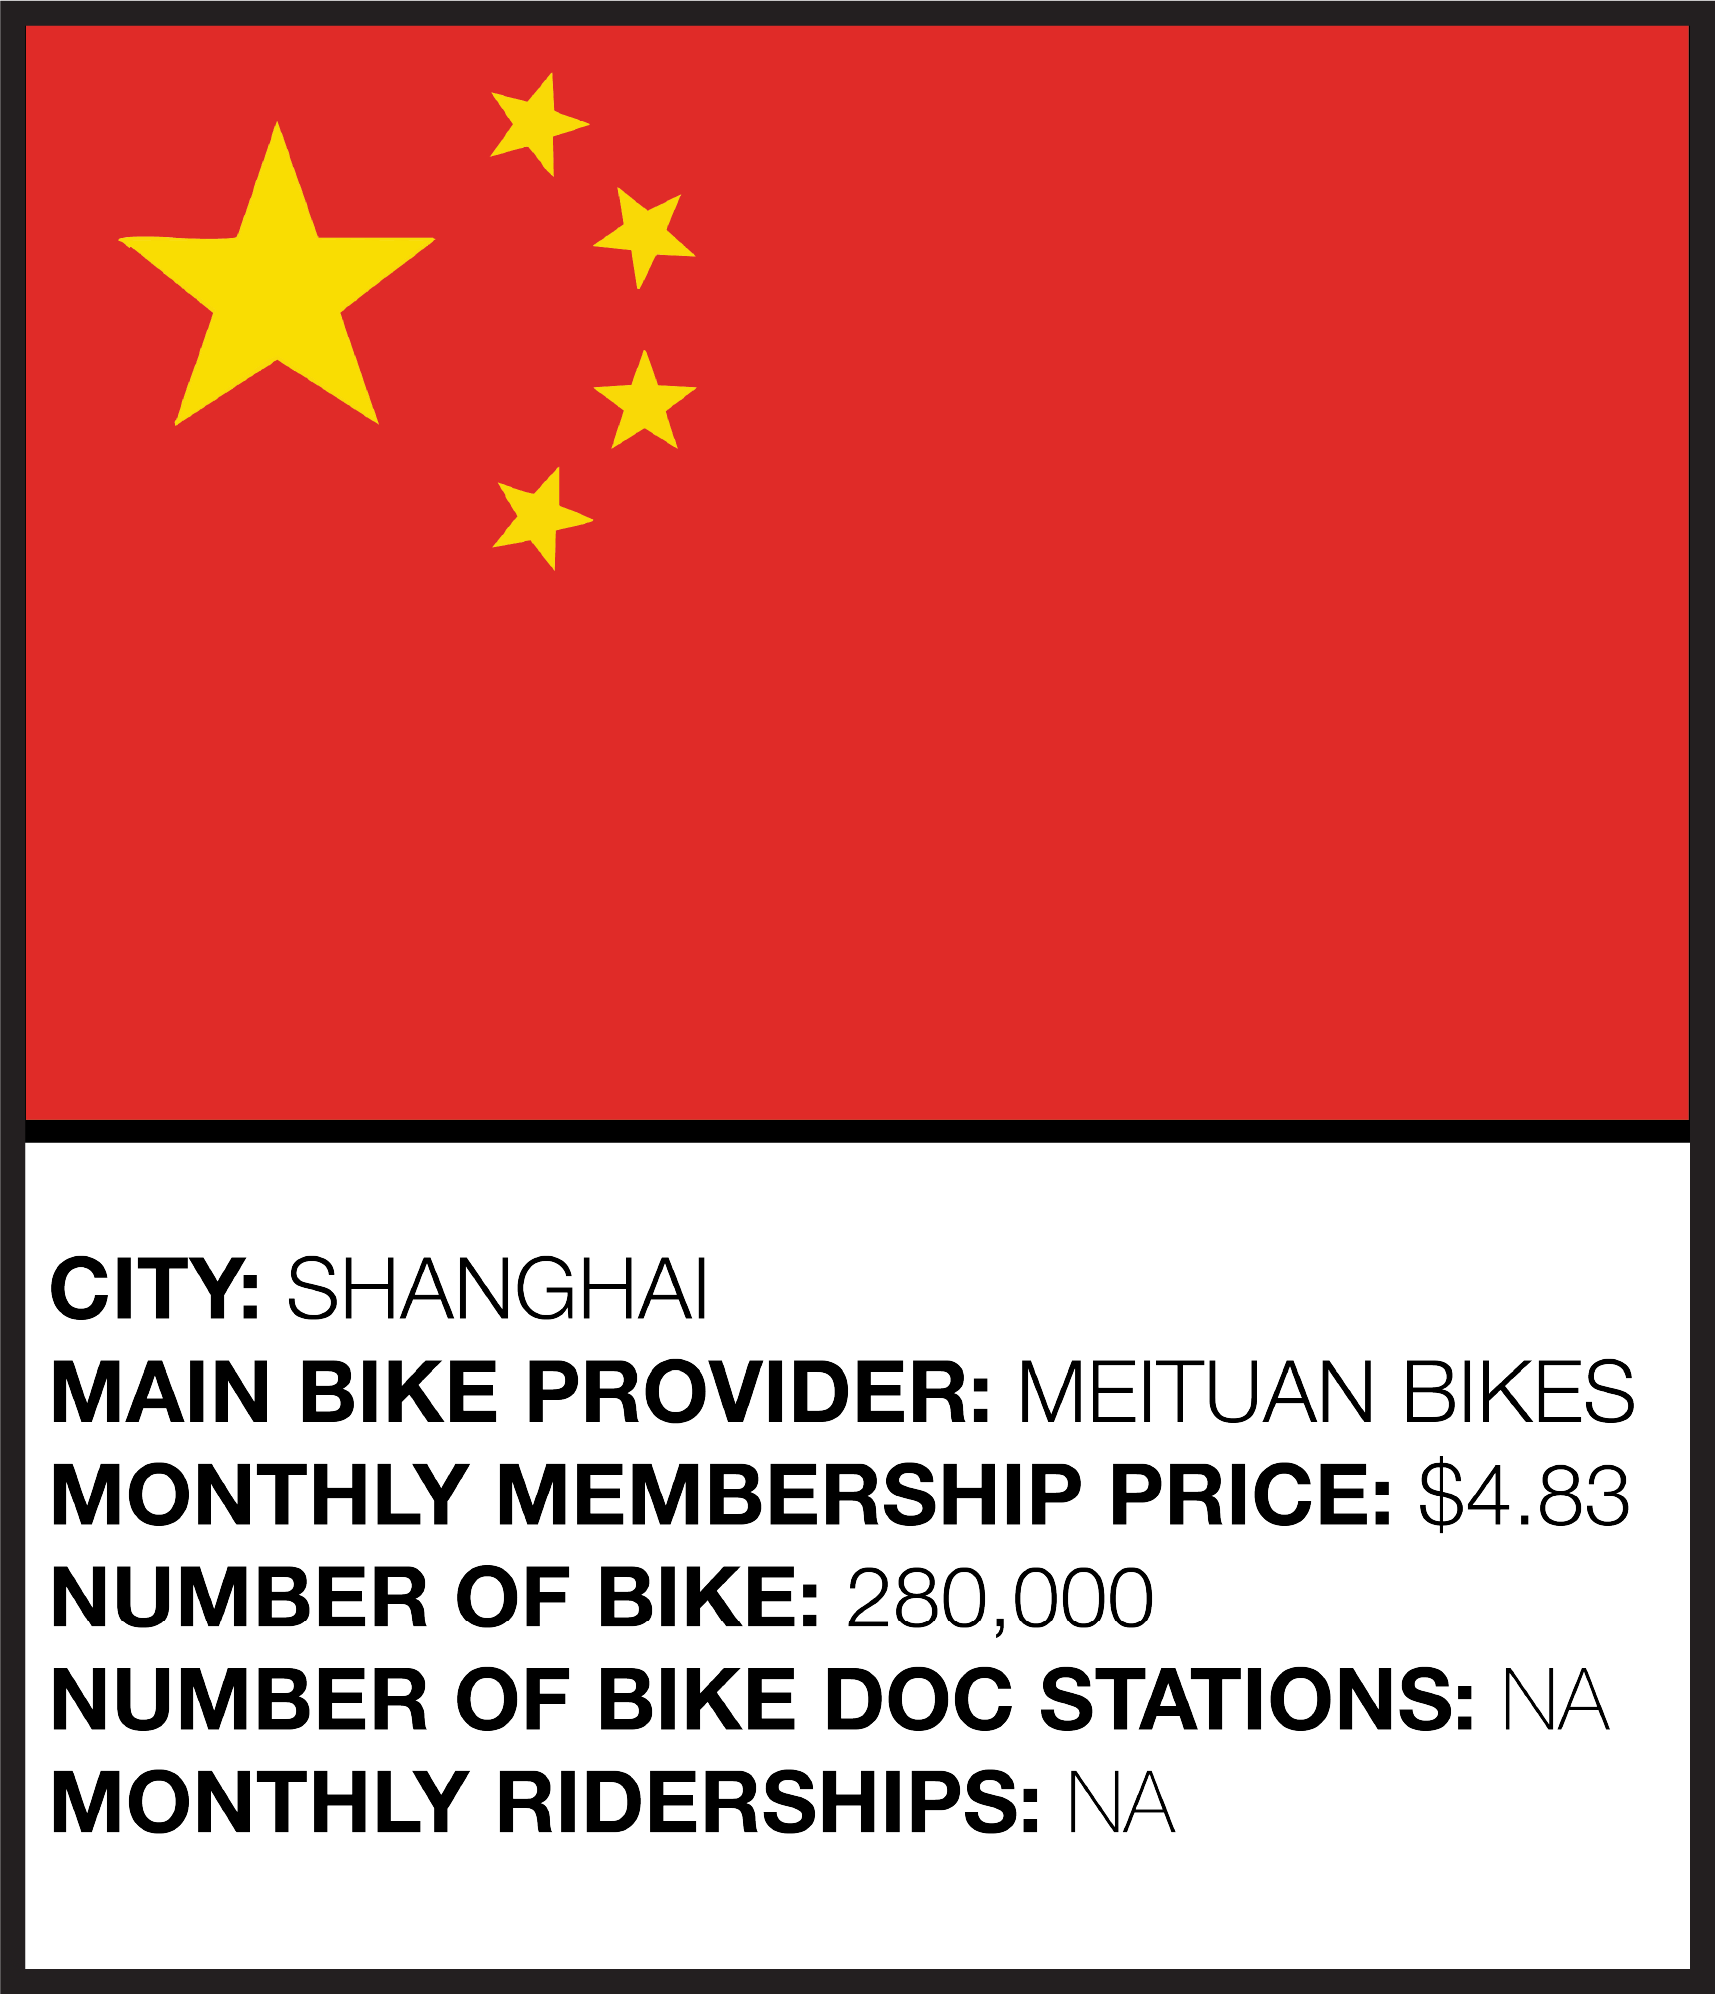 CITY: SHANGHAI
MAIN BIKE PROVIDER: MEITUAN BIKES
MONTHLY MEMBERSHIP PRICE: $4.83
NUMBER OF BIKE: 280,000
NUMBER OF BIKE DOC STATIONS: NA
MONTHLY RIDERSHIPS: NA